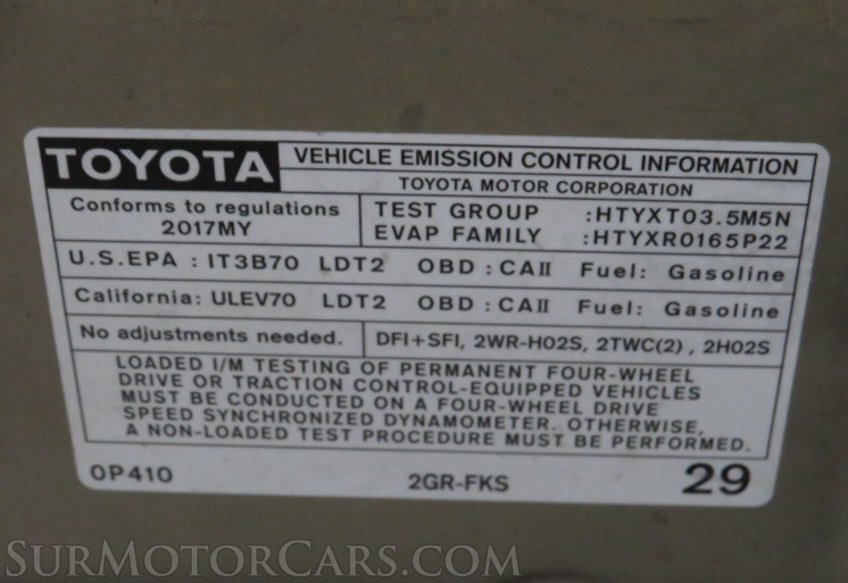 TOYOTA
VEHICLE EMISSION CONTROL INFORMATION
TOYOTA MOTOR CORPORATION
Conforms to regulations
2017MY
TEST GROUP :HTYXT03.5M5N
EVAP FAMILY :HTYXR0165P22
U.S.EPA : IT3B70 LDT2 OBD : CAII Fuel: Gasoline
California: ULEV70 LDT2 OBD : CAII Fuel: Gasoline
No adjustments needed.
DFI+SFI, 2WR-HO2S, 2TWC(2) , 2HO2S
LOADED I/M TESTING OF PERMANENT FOUR-WHEEL
DRIVE OR TRACTION CONTROL-EQUIPPED VEHICLES
MUST BE CONDUCTED ON A FOUR-WHEEL DRIVE
SPEED SYNCHRONIZED DYNAMOMETER. OTHERWISE,
A NON-LOADED TEST PROCEDURE MUST BE PERFORMED.
0P410
2GR-FKS
29
SURMOTORCARS.COM